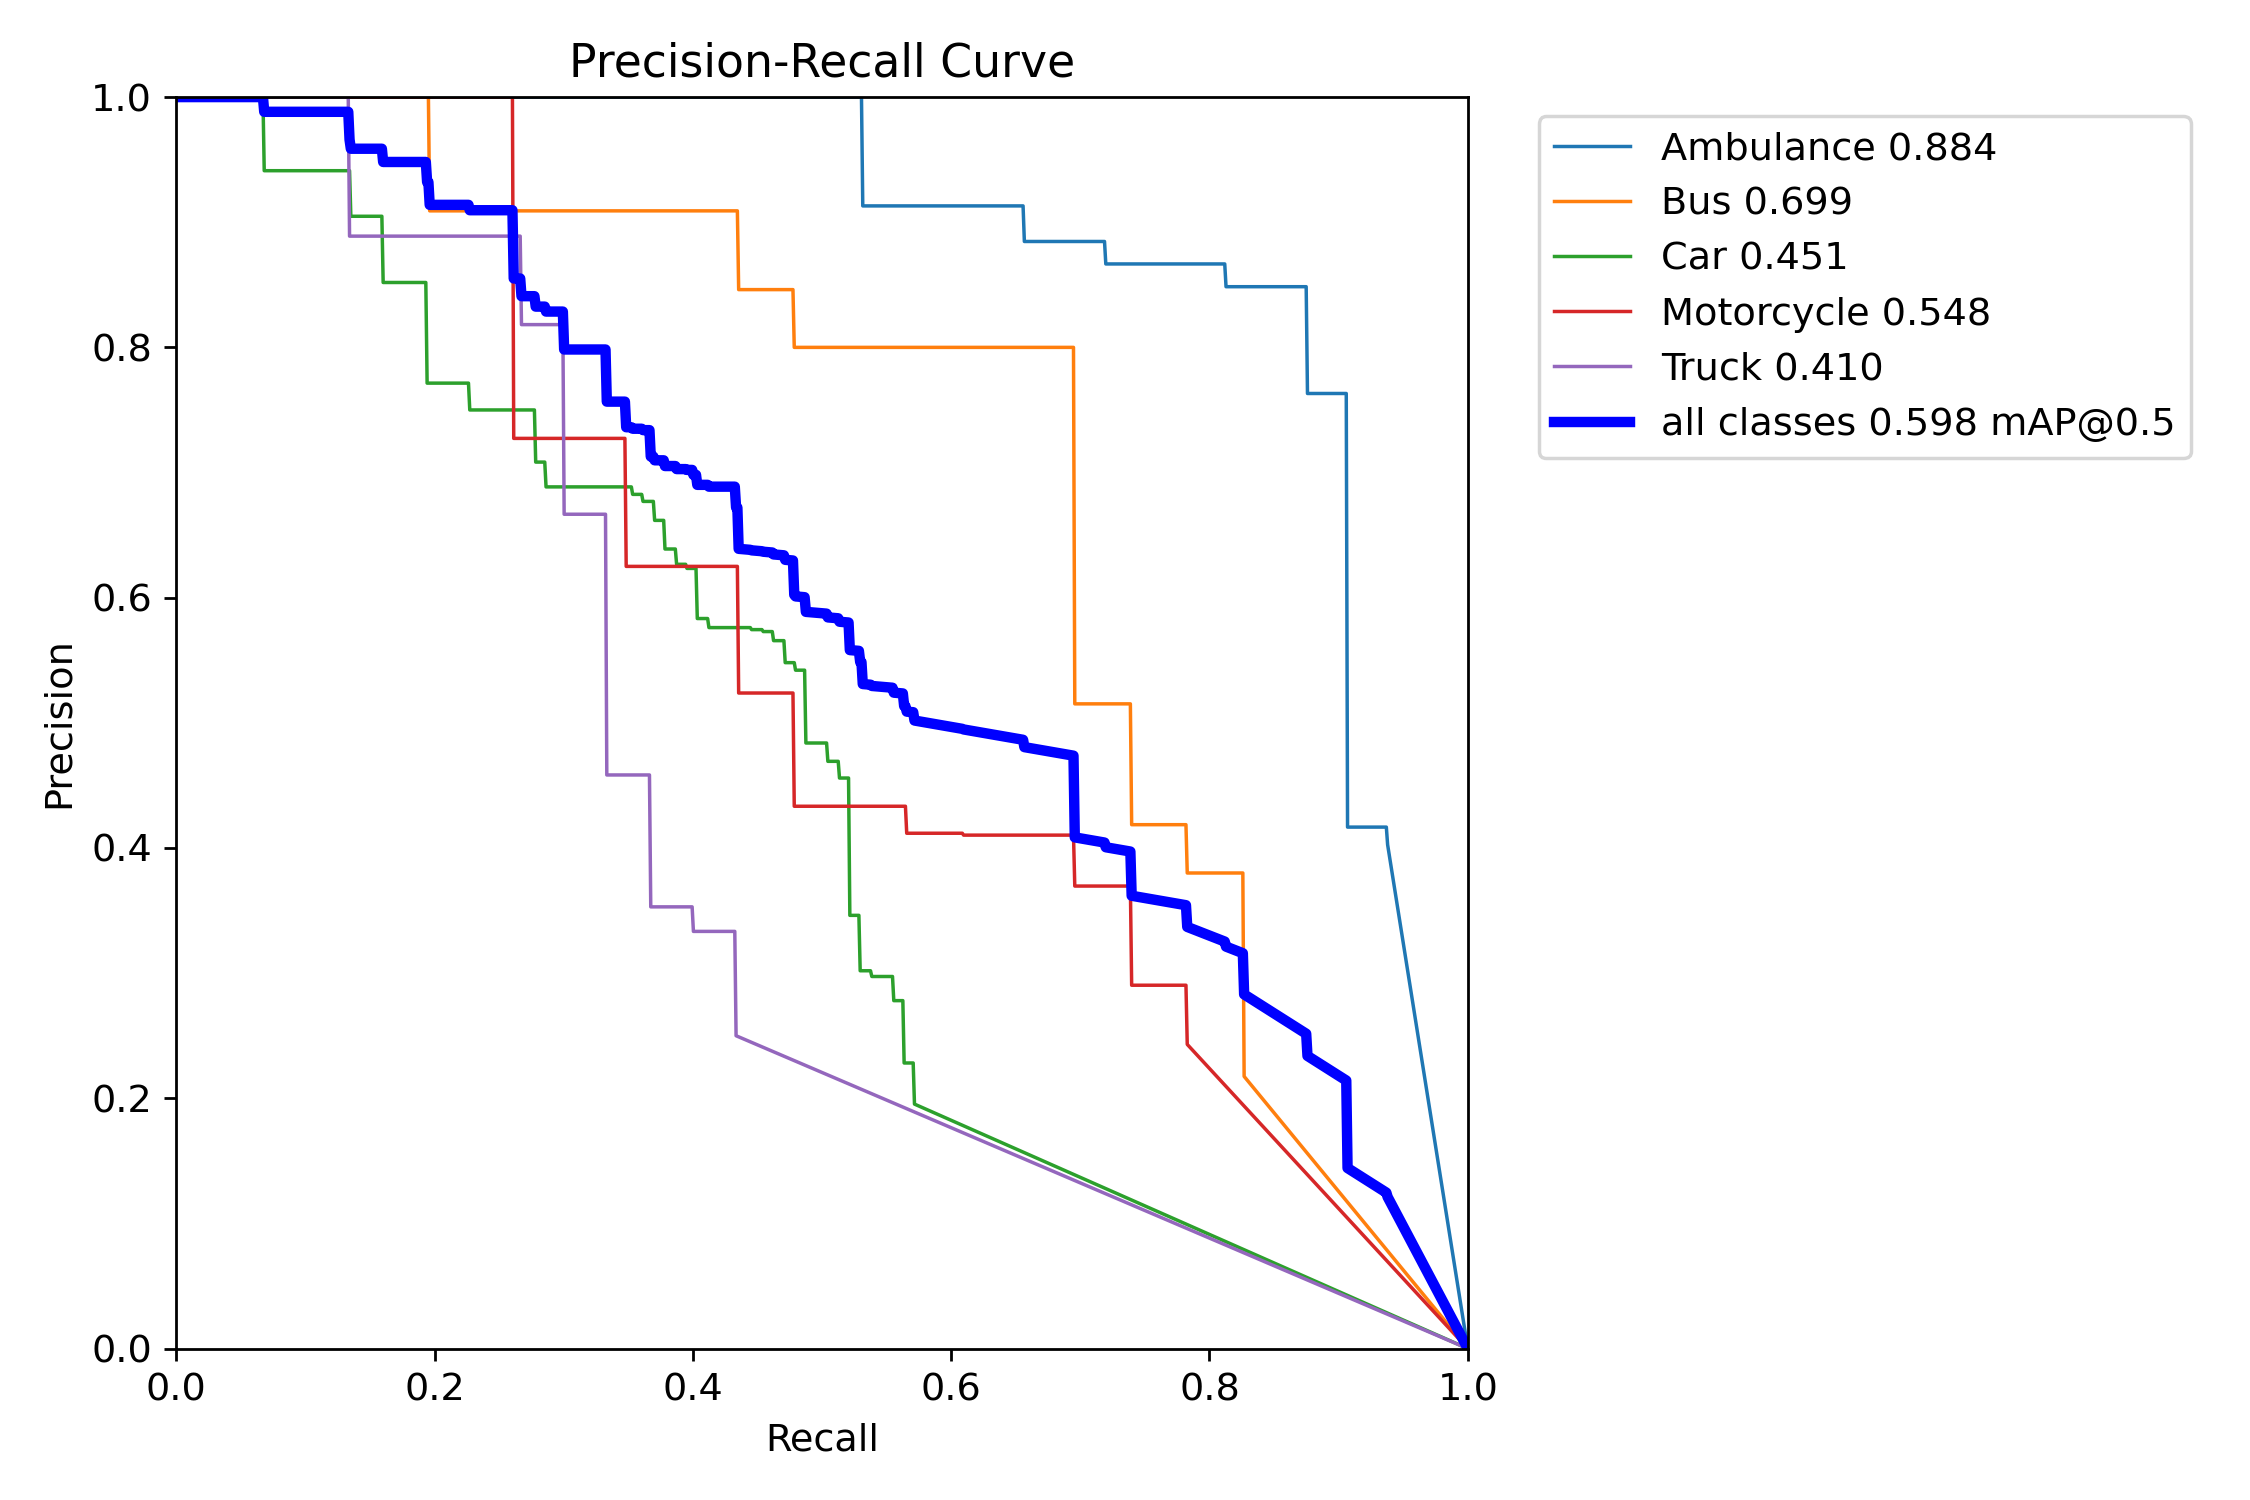 Precision-Recall Curve
1.0
0.8
0.6
0.4
0.2
0.0
Precision
0.0 0.2 0.4 0.6 0.8 1.0
Recall
Ambulance 0.884
Bus 0.699
Car 0.451
Motorcycle 0.548
Truck 0.410
all classes 0.598 mAP@0.5